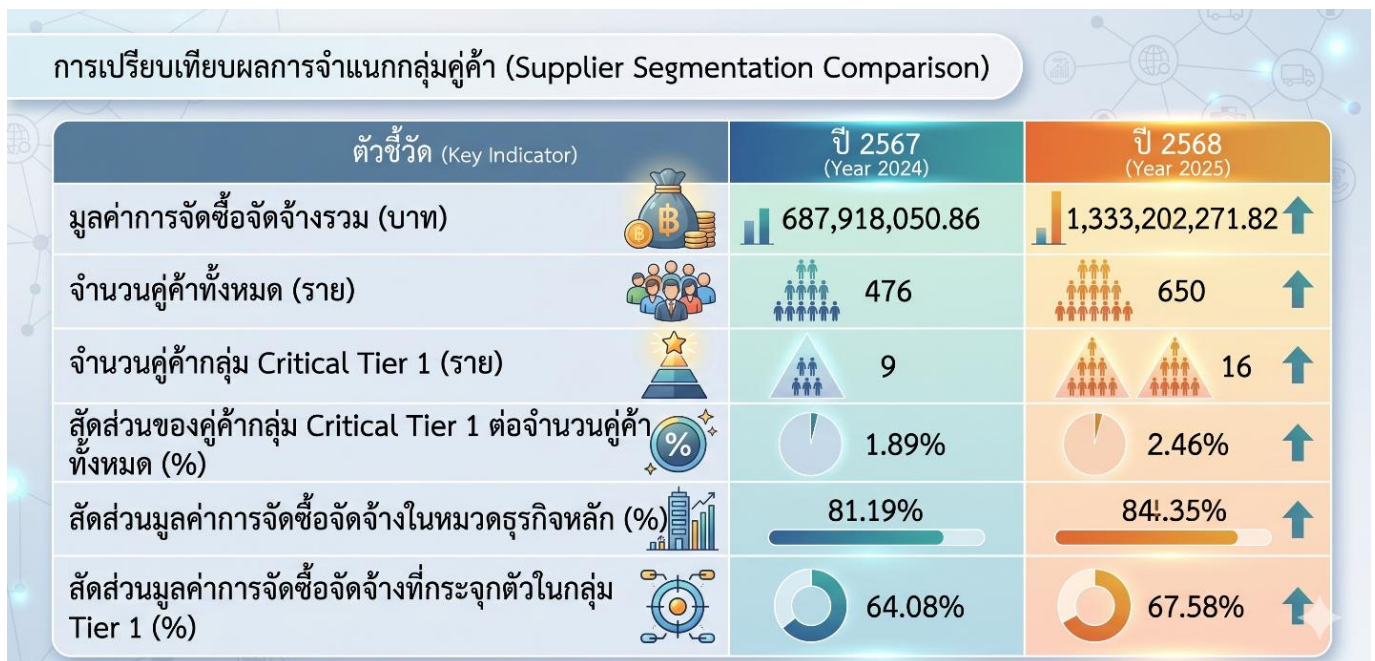 การเปรียบเทียบผลการจำแนกกลุ่มคู่ค้า (Supplier Segmentation Comparison)
ตัวชี้วัด (Key Indicator)
ปี 2567
(Year 2024)
ปี 2568
(Year 2025)
มูลค่าการจัดซื้อจัดจ้างรวม (บาท)
฿
687,918,050.86
1,333,202,271.82
จำนวนคู่ค้าทั้งหมด (ราย)
476
650
จำนวนคู่ค้ากลุ่ม Critical Tier 1 (ราย)
9
16
สัดส่วนของคู่ค้ากลุ่ม Critical Tier 1 ต่อจำนวนคู่ค้า
ทั้งหมด (%)
%
1.89%
2.46%
สัดส่วนมูลค่าการจัดซื้อจัดจ้างในหมวดธุรกิจหลัก (%)
81.19%
84.35%
สัดส่วนมูลค่าการจัดซื้อจัดจ้างที่กระจุกตัวในกลุ่ม
Tier 1 (%)
64.08%
67.58%